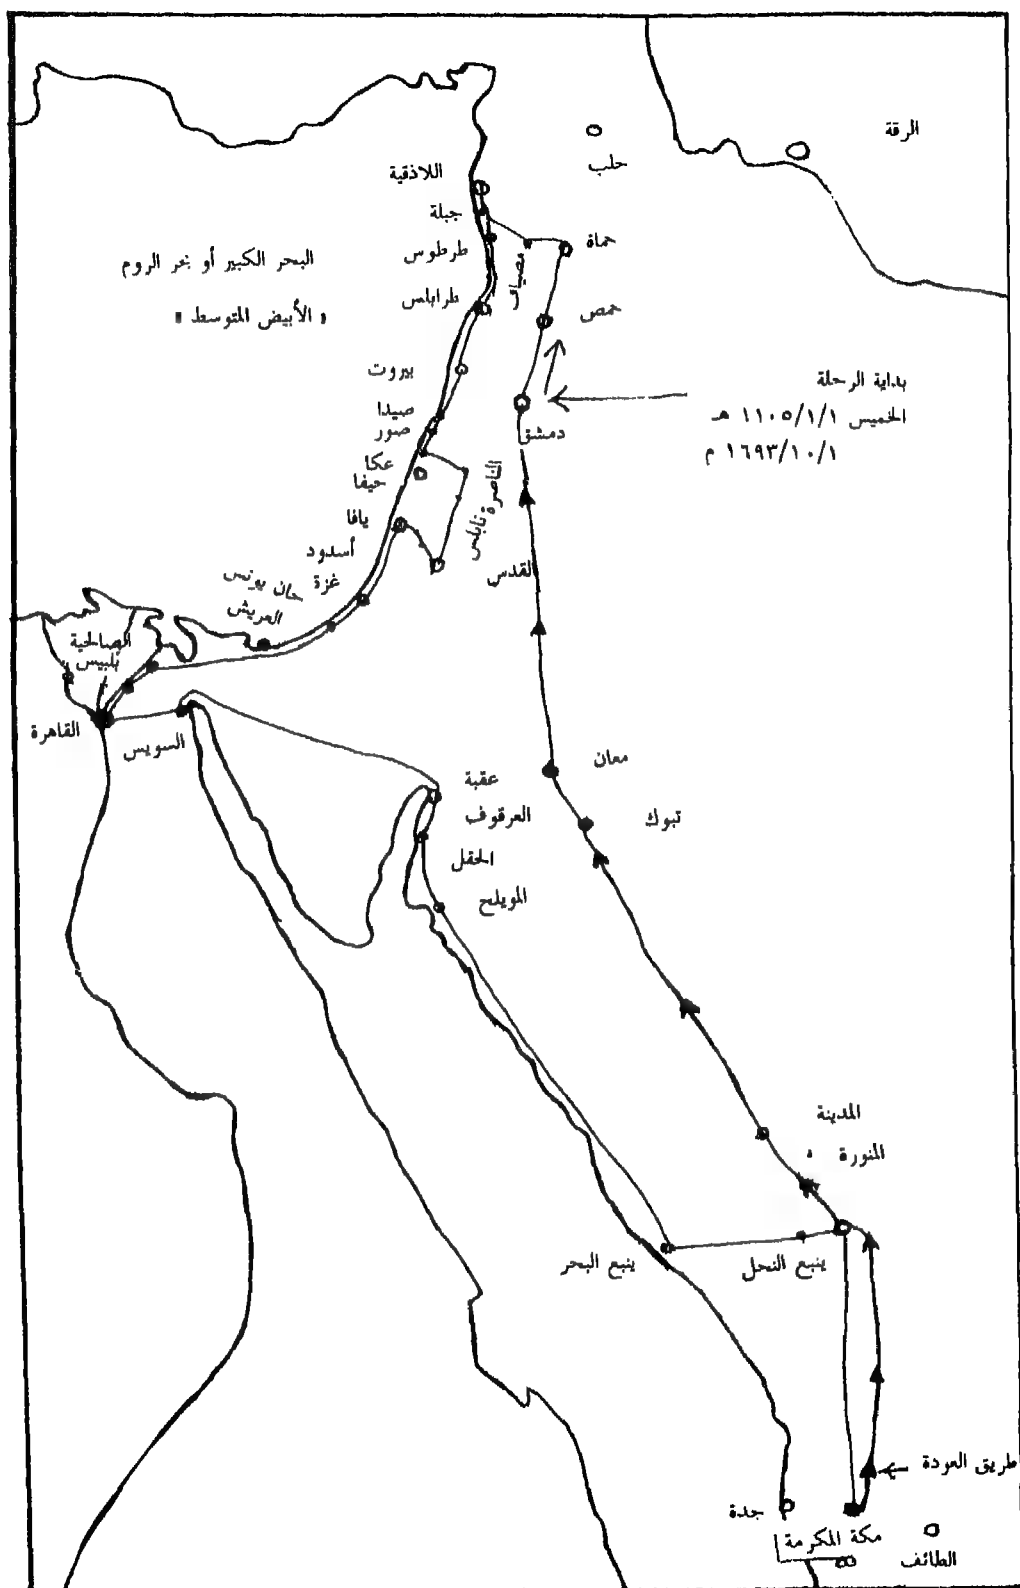 الرقة
حلب
اللاذقية
جبلة
حماة
طرطوس
مصياف
البحر الكبير أو بحر الروم
« الأبيض المتوسط »
طرابلس
حمص
بيروت
بداية الرحلة
الخميس ١١٠٥/١/١ هـ
١٦٩٣/١٠/١ م
صيدا
صور
دمشق
عكا
حيفا
الناصرة
نابلس
يافا
أسدود
القدس
غزة
خان يونس
العريش
الصالحية
بلبيس
القاهرة
السويس
معان
عقبة
تبوك
العرقوف
الحقل
المويلح
المدينة
المنورة
ينبع البحر
ينبع النحل
طريق العودة
جدة
مكة المكرمة
الطائف